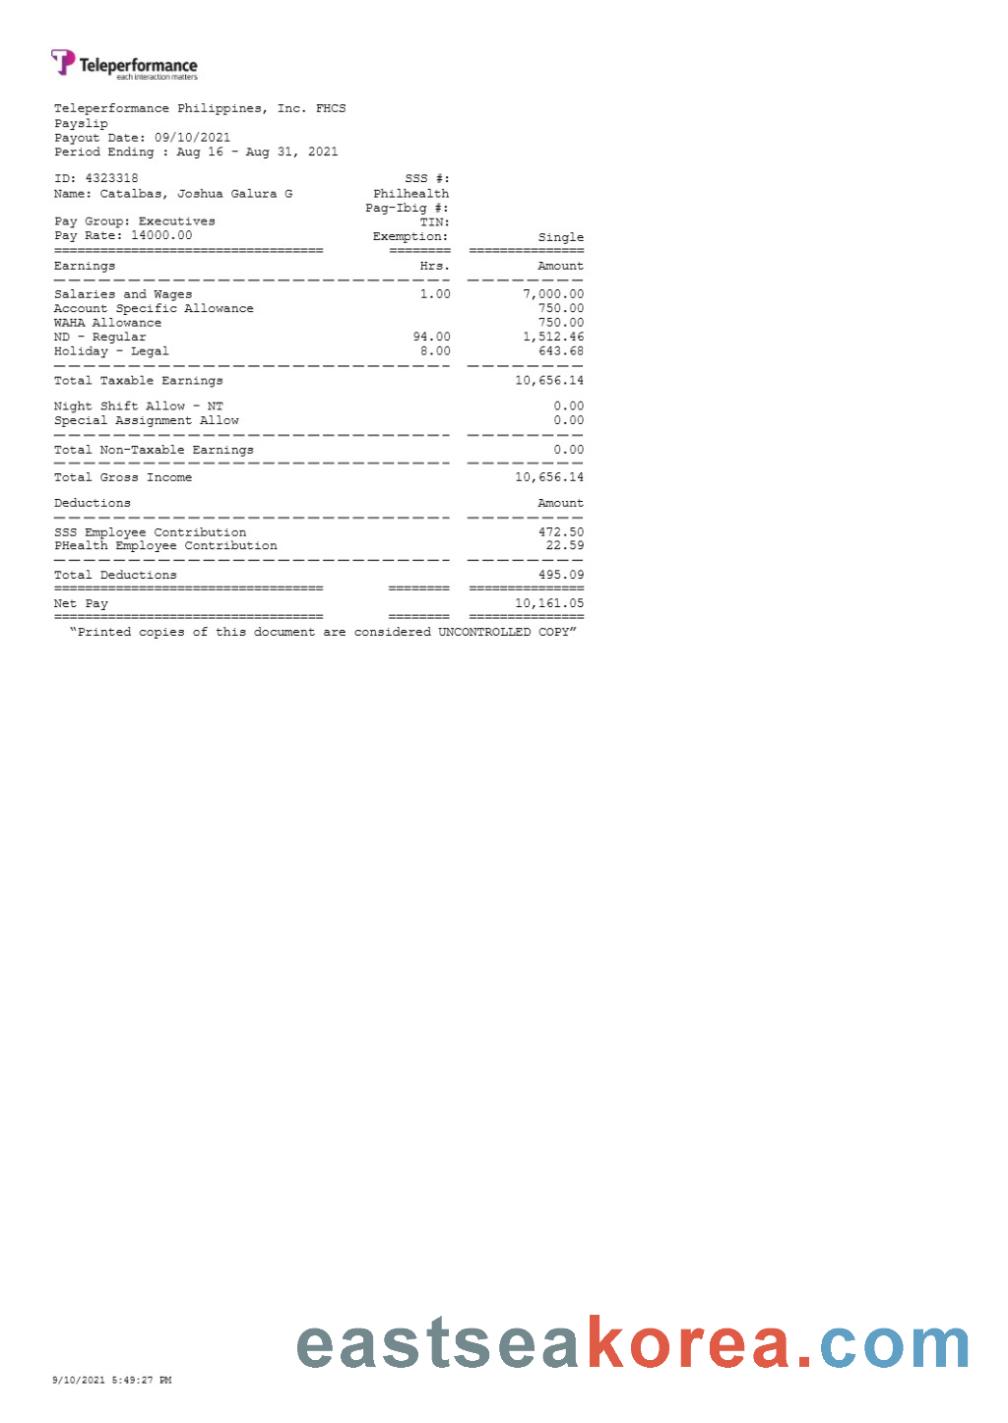 Teleperformance
each interaction matters
Teleperformance Philippines, Inc. FHCS
Payslip
Payout Date: 09/10/2021
Period Ending : Aug 16 - Aug 31, 2021
ID: 4323318 SSS #:
Name: Catalbas, Joshua Galura G Philhealth
Pag-Ibig #:
Pay Group: Executives TIN:
Pay Rate: 14000.00 Exemption: Single
Earnings Hrs. Amount
Salaries and Wages 1.00 7,000.00
Account Specific Allowance 750.00
WAHA Allowance 750.00
ND - Regular 94.00 1,512.46
Holiday - Legal 8.00 643.68
Total Taxable Earnings 10,656.14
Night Shift Allow - NT 0.00
Special Assignment Allow 0.00
Total Non-Taxable Earnings 0.00
Total Gross Income 10,656.14
Deductions Amount
SSS Employee Contribution 472.50
PHealth Employee Contribution 22.59
Total Deductions 495.09
Net Pay 10,161.05
"Printed copies of this document are considered UNCONTROLLED COPY"
eastseakorea.com
9/10/2021 5:49:27 PM